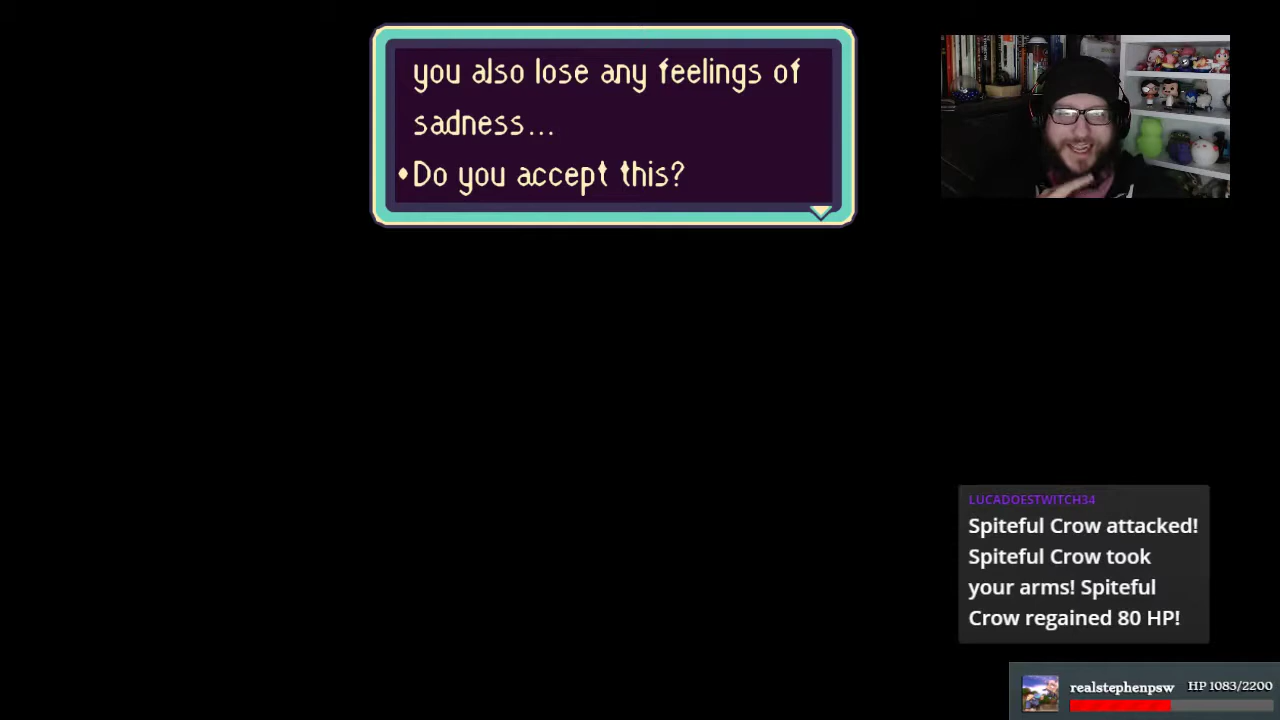 you also lose any feelings of
sadness...
•Do you accept this?
LUCADOESTWITCH34
Spiteful Crow attacked!
Spiteful Crow took
your arms! Spiteful
Crow regained 80 HP!
realstephenpsw HP 1083/2200